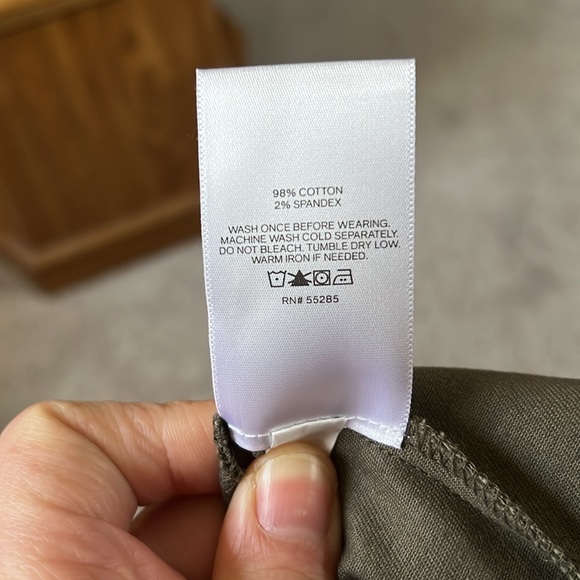 98% COTTON
2% SPANDEX
WASH ONCE BEFORE WEARING.
MACHINE WASH COLD SEPARATELY.
DO NOT BLEACH. TUMBLE DRY LOW.
WARM IRON IF NEEDED.
RN# 55285